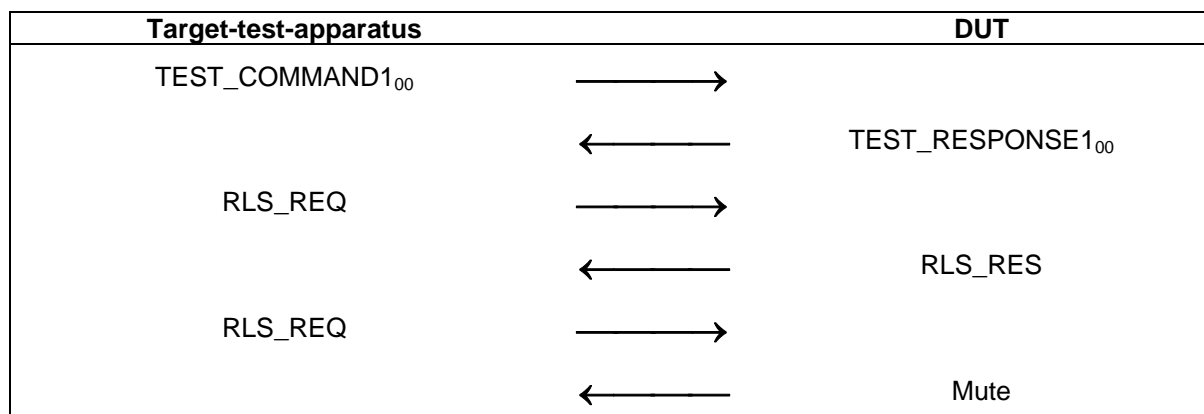 Target-test-apparatus DUT
TEST_COMMAND1₀₀
TEST_RESPONSE1₀₀
RLS_REQ
RLS_RES
RLS_REQ
Mute